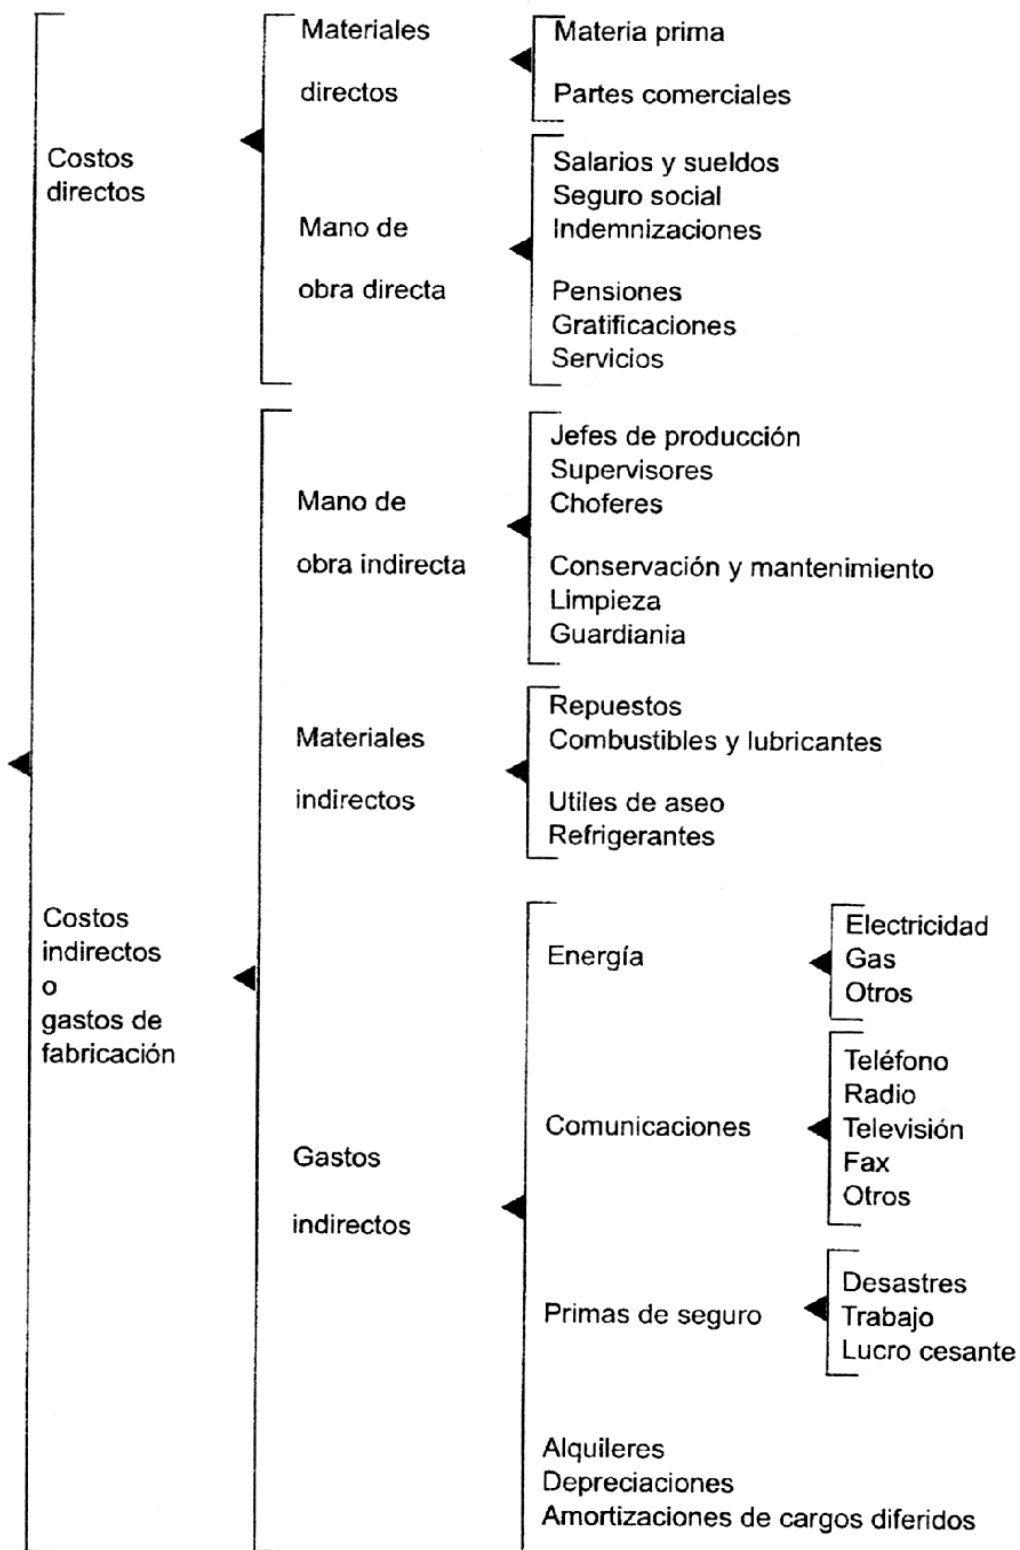 Costos
directos
Materiales
directos
Materia prima
Partes comerciales
Mano de
obra directa
Salarios y sueldos
Seguro social
Indemnizaciones
Pensiones
Gratificaciones
Servicios
Costos
indirectos
o
gastos de
fabricación
Mano de
obra indirecta
Jefes de producción
Supervisores
Choferes
Conservación y mantenimiento
Limpieza
Guardiania
Materiales
indirectos
Repuestos
Combustibles y lubricantes
Utiles de aseo
Refrigerantes
Gastos
indirectos
Energía
Electricidad
Gas
Otros
Comunicaciones
Teléfono
Radio
Televisión
Fax
Otros
Primas de seguro
Desastres
Trabajo
Lucro cesante
Alquileres
Depreciaciones
Amortizaciones de cargos diferidos